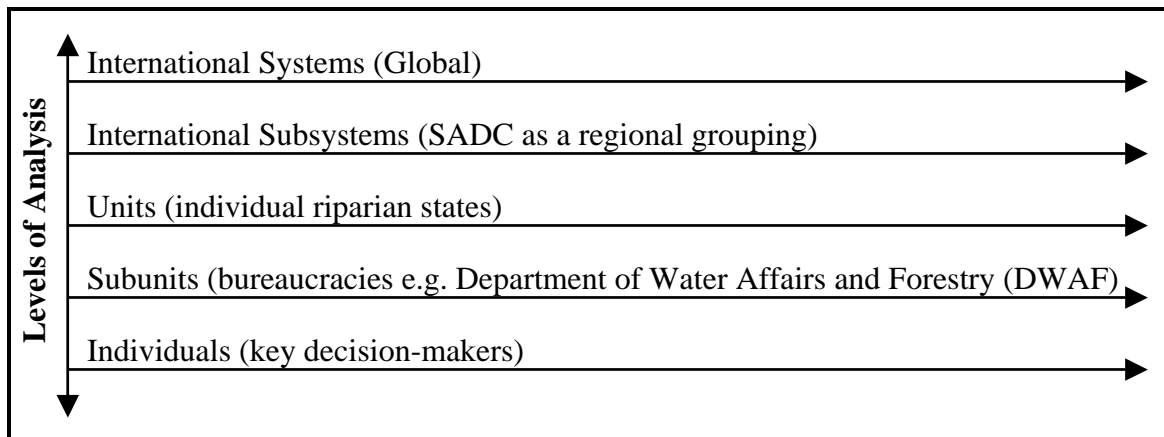 Levels of Analysis
International Systems (Global)
International Subsystems (SADC as a regional grouping)
Units (individual riparian states)
Subunits (bureaucracies e.g. Department of Water Affairs and Forestry (DWAF)
Individuals (key decision-makers)